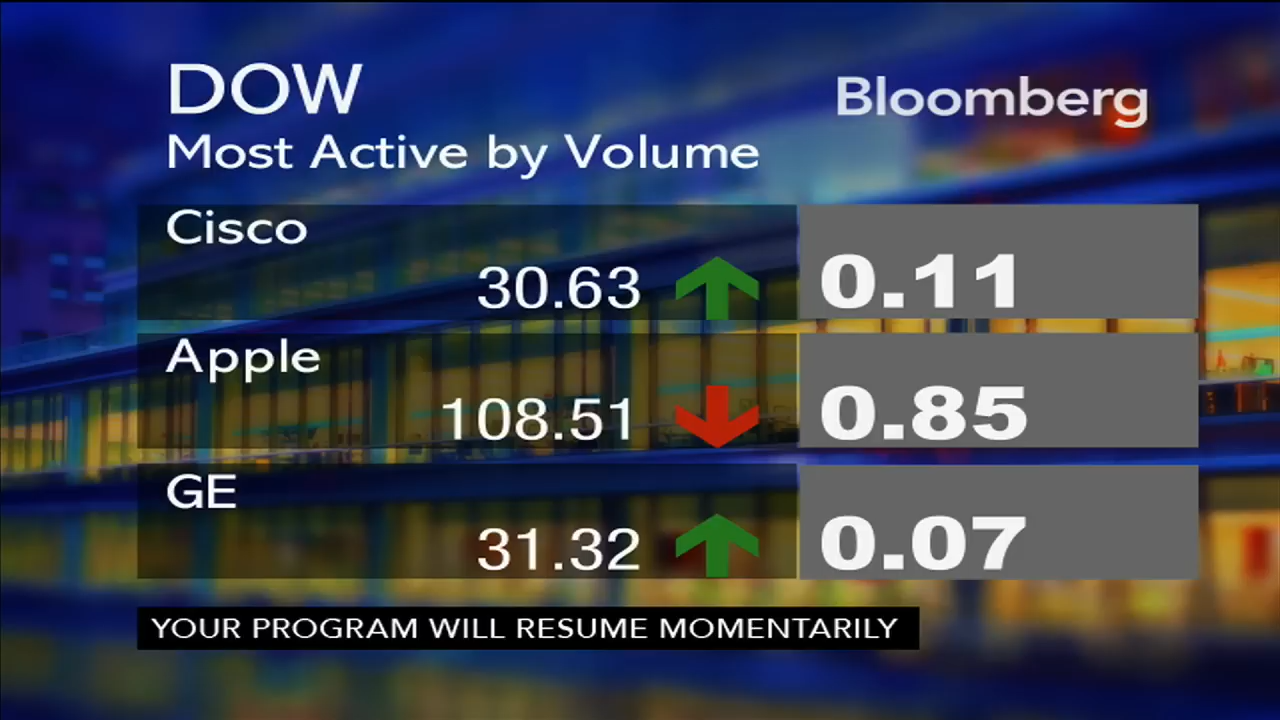 DOW
Bloomberg
Most Active by Volume
Cisco
30.63 0.11
Apple
108.51 0.85
GE
31.32 0.07
YOUR PROGRAM WILL RESUME MOMENTARILY